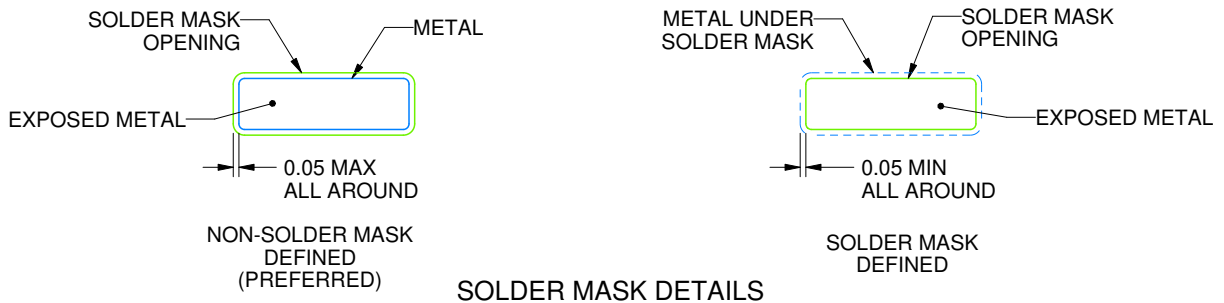 SOLDER MASK
OPENING
METAL
EXPOSED METAL
0.05 MAX
ALL AROUND
NON-SOLDER MASK
DEFINED
(PREFERRED)
METAL UNDER
SOLDER MASK
SOLDER MASK
OPENING
EXPOSED METAL
0.05 MIN
ALL AROUND
SOLDER MASK
DEFINED
SOLDER MASK DETAILS